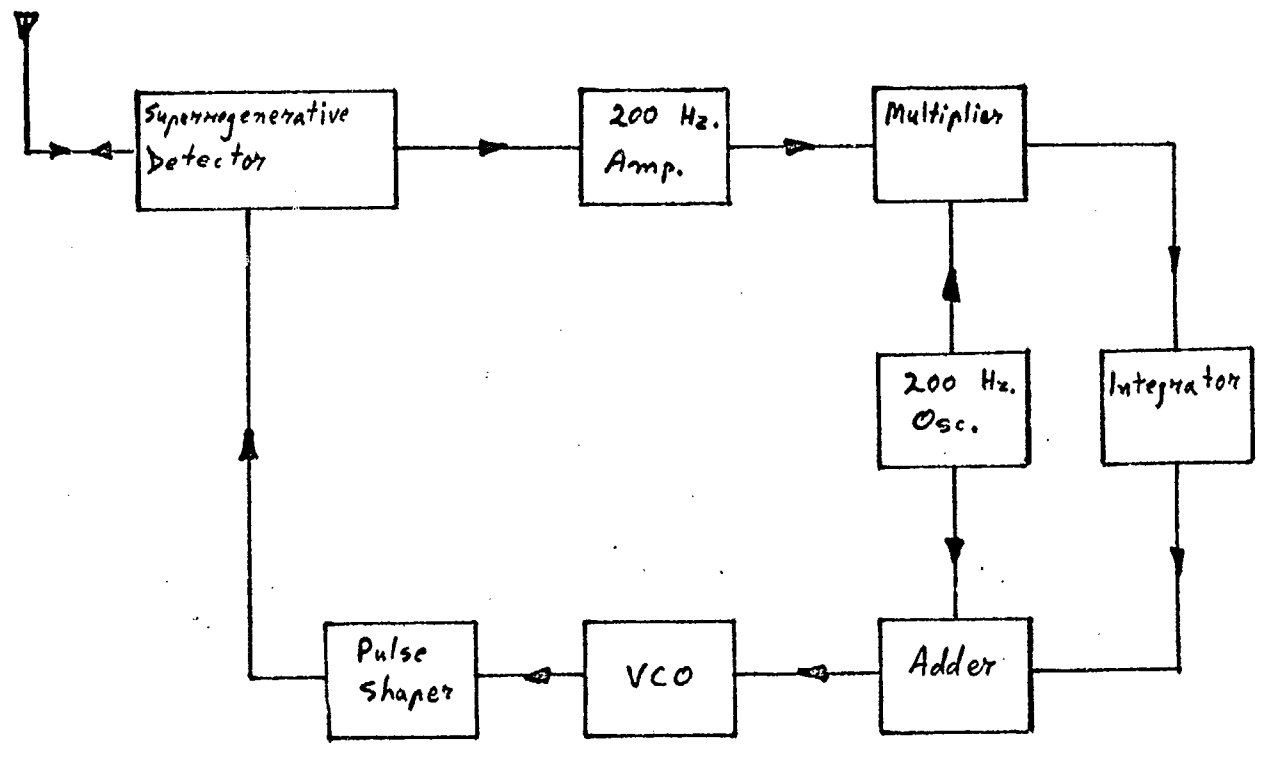 Superregenerative
Detector
200 Hz.
Amp.
Multiplier
200 Hz.
Osc.
Integrator
Pulse
Shaper
VCO
Adder